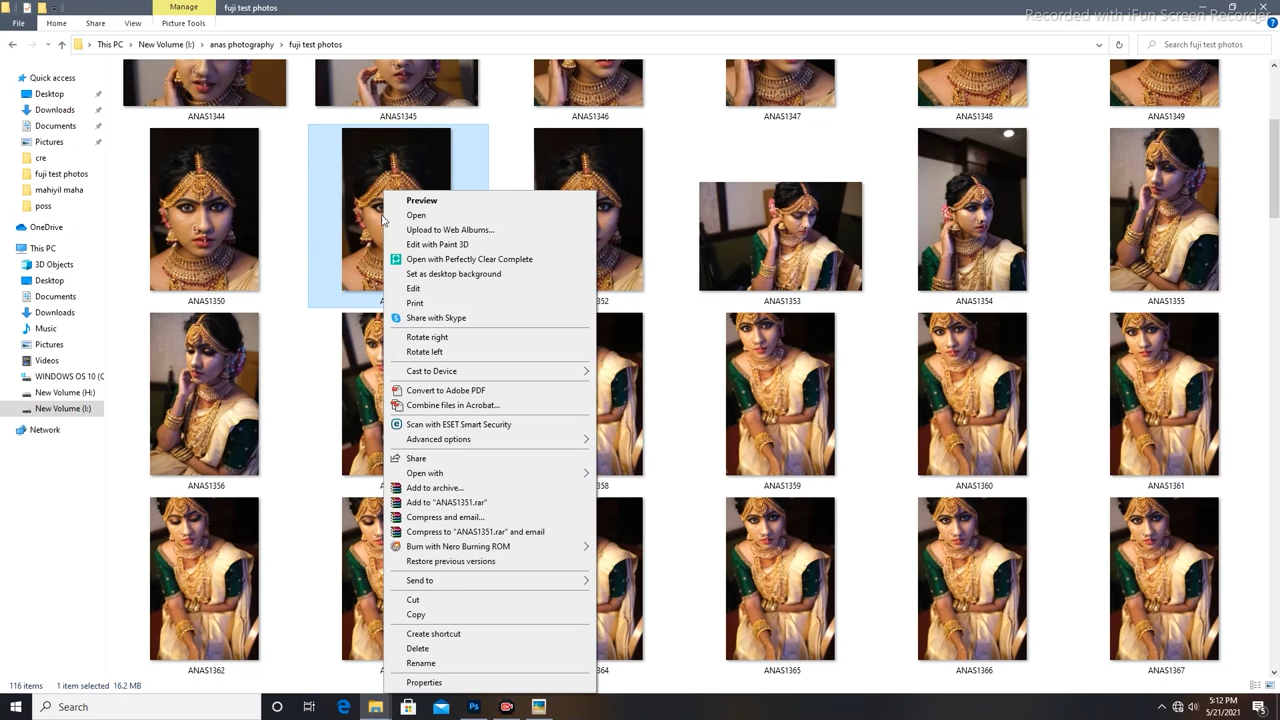 Manage
fuji test photos
Recorded with iFun Screen Recorder
File
Home
Share
View
Picture Tools
This PC
New Volume (I:)
anas photography
fuji test photos
Search fuji test photos
Quick access
Desktop
Downloads
Documents
Pictures
cre
fuji test photos
mahiyil maha
poss
OneDrive
This PC
3D Objects
Desktop
Documents
Downloads
Music
Pictures
Videos
WINDOWS OS 10 (C
New Volume (H:)
New Volume (I:)
Network
ANAS1344
ANAS1345
ANAS1346
ANAS1347
ANAS1348
ANAS1349
ANAS1350
A
352
ANAS1353
ANAS1354
ANAS1355
ANAS1356
358
ANAS1359
ANAS1360
ANAS1361
ANAS1362
364
ANAS1365
ANAS1366
ANAS1367
Preview
Open
Upload to Web Albums...
Edit with Paint 3D
Open with Perfectly Clear Complete
Set as desktop background
Edit
Print
Share with Skype
Rotate right
Rotate left
Cast to Device
Convert to Adobe PDF
Combine files in Acrobat...
Scan with ESET Smart Security
Advanced options
Share
Open with
Add to archive...
Add to "ANAS1351.rar"
Compress and email...
Compress to "ANAS1351.rar" and email
Burn with Nero Burning ROM
Restore previous versions
Send to
Cut
Copy
Create shortcut
Delete
Rename
Properties
116 items
1 item selected 16.2 MB
Search
Ps
5:12 PM
5/21/2021
5